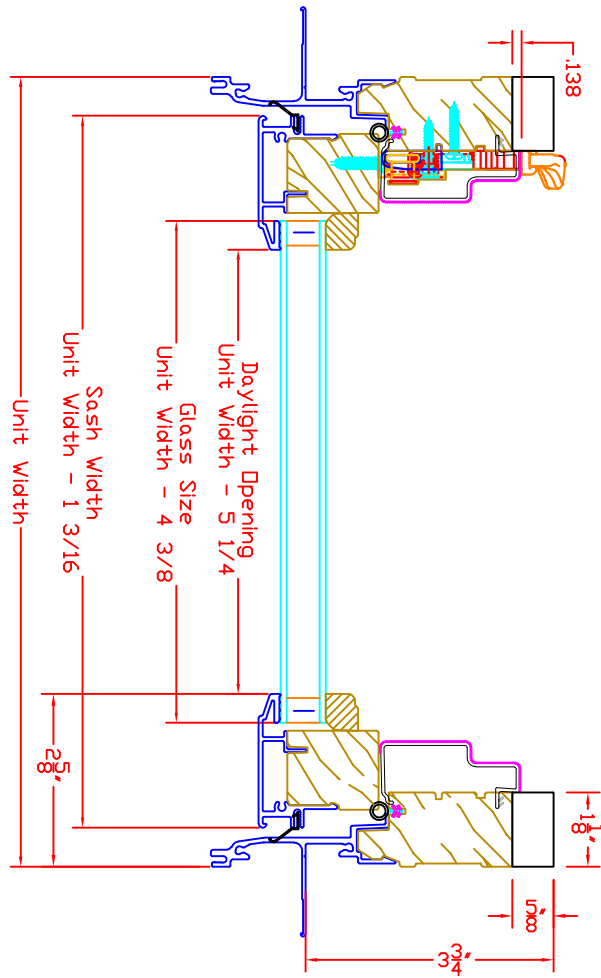 .138
Daylight Opening
Unit Width - 5 1/4
Glass Size
Unit Width - 4 3/8
Sash Width
Unit Width - 1 3/16
Unit Width
2 5/8"
1 1/8"
5/8"
3 3/4"